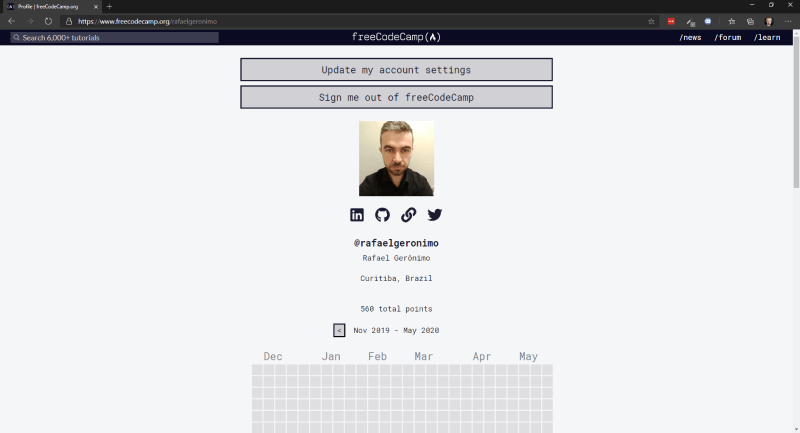 Profile | freeCodeCamp.org
https://www.freecodecamp.org/rafaelgeronimo
Search 6,000+ tutorials
freeCodeCamp(🔥)
/news /forum /learn
Update my account settings
Sign me out of freeCodeCamp
@rafaelgeronimo
Rafael Gerônimo
Curitiba, Brazil
560 total points
< Nov 2019 - May 2020
Dec Jan Feb Mar Apr May